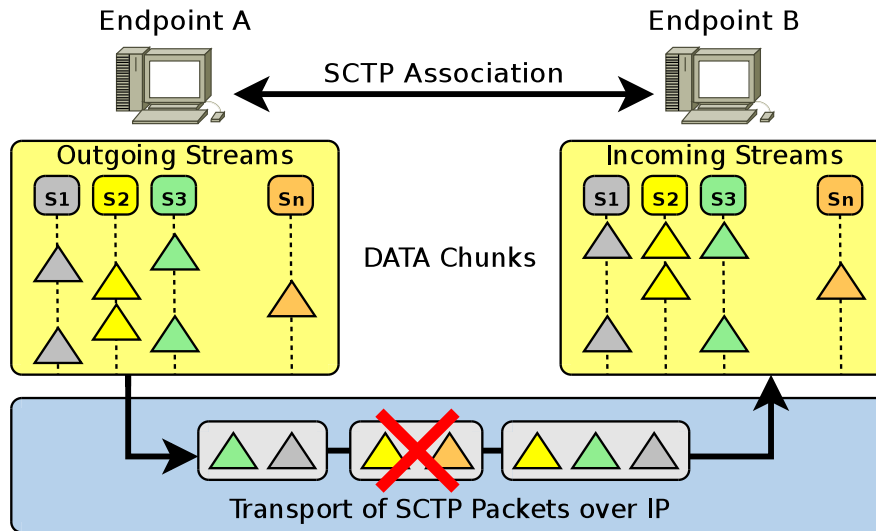 Endpoint A
Endpoint B
SCTP Association
Outgoing Streams
Incoming Streams
S1 S2 S3 Sn
S1 S2 S3 Sn
DATA Chunks
Transport of SCTP Packets over IP